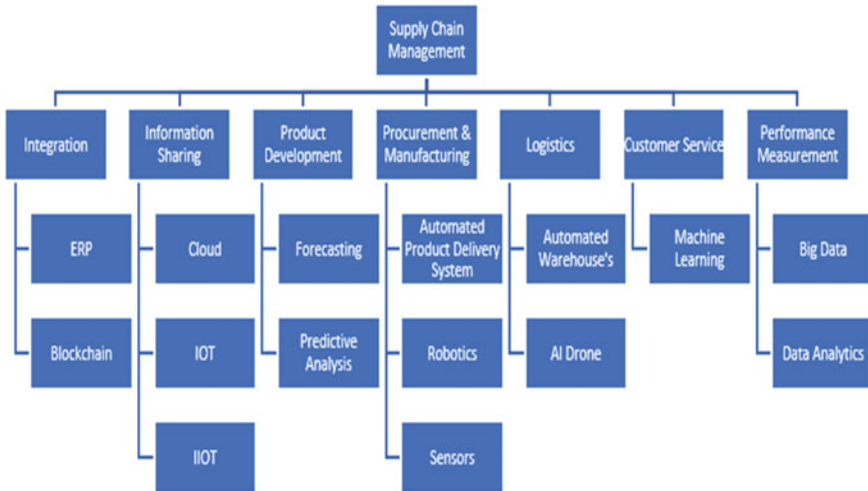 Supply Chain
Management
Integration
Information
Sharing
Product
Development
Procurement &
Manufacturing
Logistics
Customer Service
Performance
Measurement
ERP
Cloud
Forecasting
Automated
Product Delivery
System
Automated
Warehouse's
Machine
Learning
Big Data
Blockchain
IOT
Predictive
Analysis
Robotics
AI Drone
Data Analytics
IIOT
Sensors